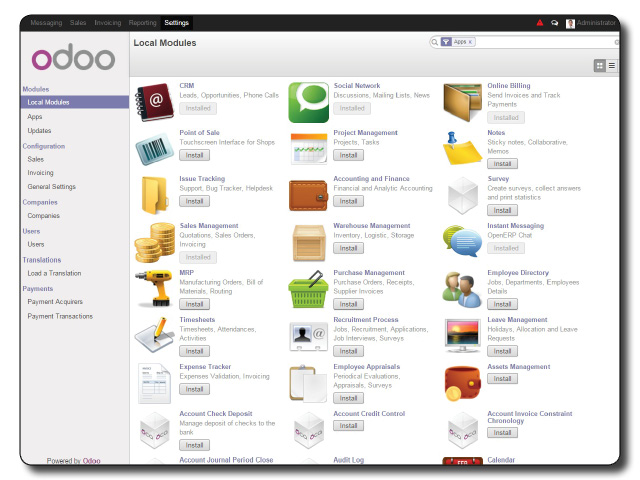 Messaging Sales Invoicing Reporting Settings Administrator
odoo
Local Modules
Apps x
Modules
Local Modules
Apps
Updates
Configuration
Sales
Invoicing
General Settings
Companies
Companies
Users
Users
Translations
Load a Translation
Payments
Payment Acquirers
Payment Transactions
Powered by Odoo
CRM
Leads, Opportunities, Phone Calls
Installed
Social Network
Discussions, Mailing Lists, News
Installed
Online Billing
Send Invoices and Track
Payments
Installed
Point of Sale
Touchscreen Interface for Shops
Install
Project Management
Projects, Tasks
Install
Notes
Sticky notes, Collaborative,
Memos
Install
Issue Tracking
Support, Bug Tracker, Helpdesk
Install
Accounting and Finance
Financial and Analytic Accounting
Install
Survey
Create surveys, collect answers
and print statistics
Install
Sales Management
Quotations, Sales Orders,
Invoicing
Installed
Warehouse Management
Inventory, Logistic, Storage
Install
Instant Messaging
OpenERP Chat
Installed
MRP
Manufacturing Orders, Bill of
Materials, Routing
Install
Purchase Management
Purchase Orders, Receipts,
Supplier Invoices
Install
Employee Directory
Jobs, Departments, Employees
Details
Install
Timesheets
Timesheets, Attendances,
Activities
Install
Recruitment Process
Jobs, Recruitment, Applications,
Job Interviews, Surveys
Install
Leave Management
Holidays, Allocation and Leave
Requests
Install
Expense Tracker
Expenses Validation, Invoicing
Install
Employee Appraisals
Periodical Evaluations,
Appraisals, Surveys
Install
Assets Management
Install
Account Check Deposit
Manage deposit of checks to the
bank
Install
Account Credit Control
Install
Account Invoice Constraint
Chronology
Install
Account Journal Period Close
Audit Log
Calendar